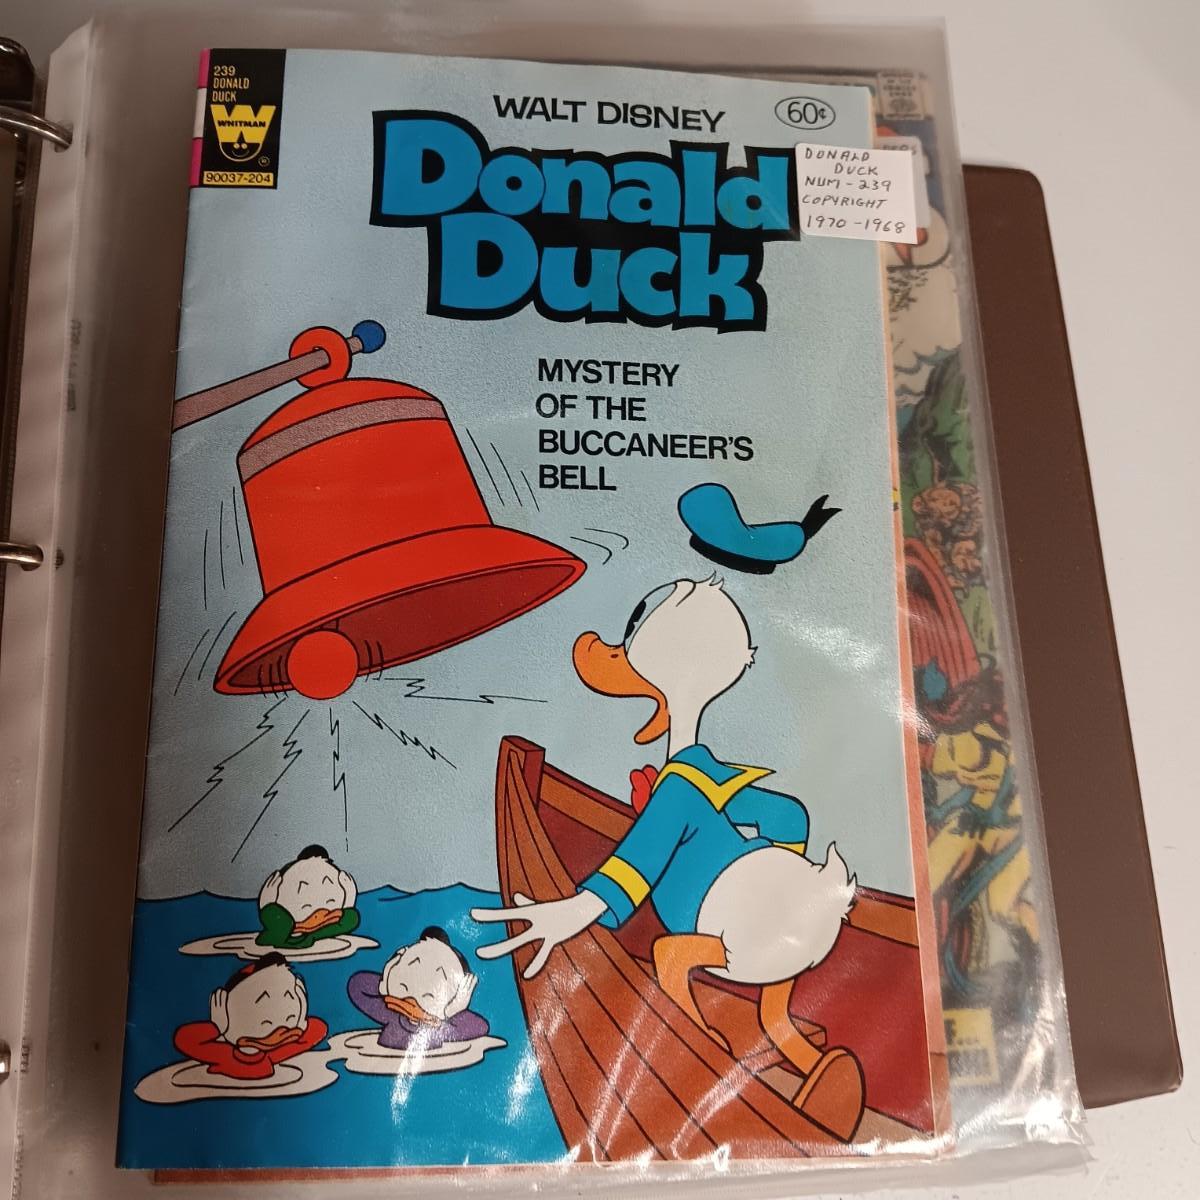 239
DONALD
DUCK
WHITMAN
®
90037-204
WALT DISNEY
60¢
Donald
Duck
DONALD
DUCK
NUM - 239
COPYRIGHT
1970 - 1968
MYSTERY
OF THE
BUCCANEER'S
BELL